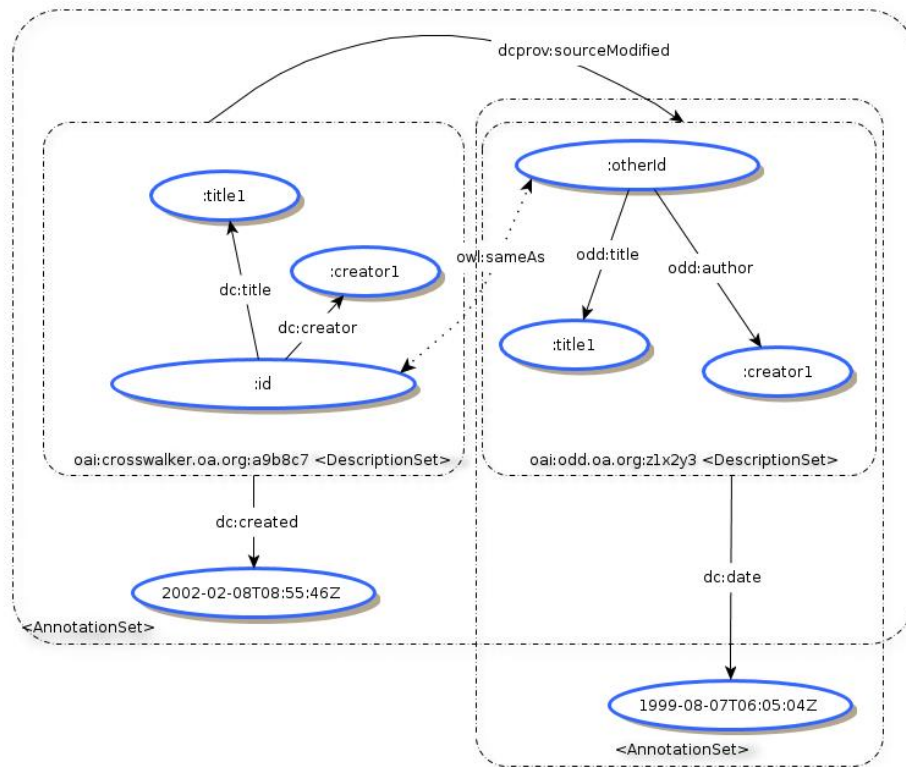 dcprov:sourceModified
:otherId
:title1
owl:sameAs
odd:title
odd:author
:creator1
dc:title
dc:creator
:title1
:creator1
:id
oai:crosswalker.oa.org:a9b8c7 <DescriptionSet>
oai:odd.oa.org:z1x2y3 <DescriptionSet>
dc:created
dc:date
2002-02-08T08:55:46Z
<AnnotationSet>
1999-08-07T06:05:04Z
<AnnotationSet>